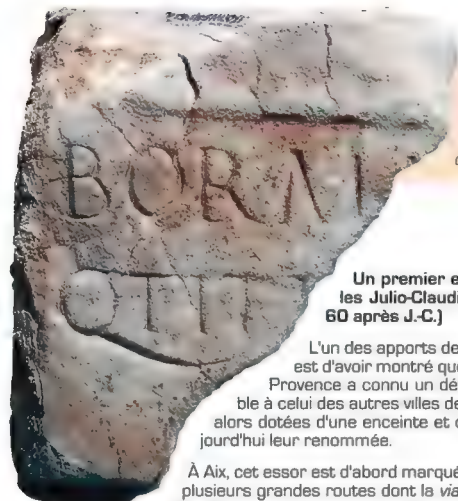 BORM
OTTI
Un premier e
les Julio-Claudi
60 après J.-C.)
L'un des apports de
est d'avoir montré que
Provence a connu un dé
ble à celui des autres villes de
alors dotées d'une enceinte et d
jourd'hui leur renommée.
À Aix, cet essor est d'abord marqué
plusieurs grandes routes dont la via